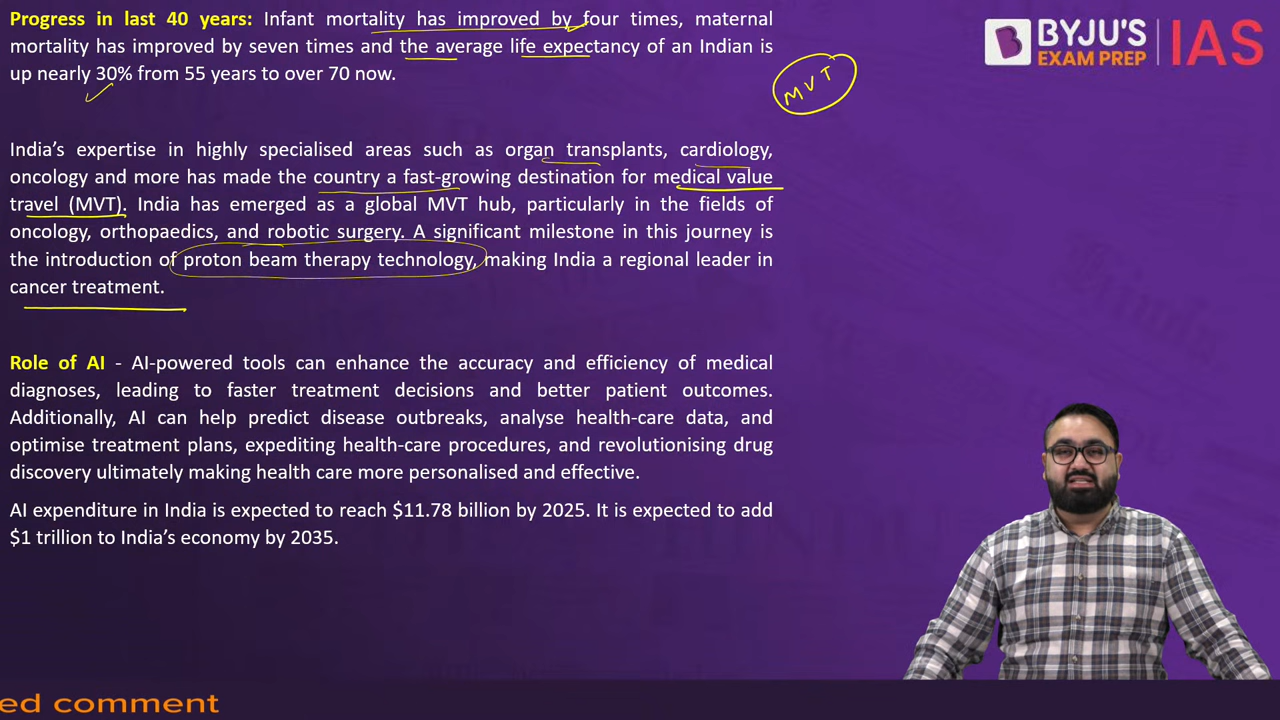 Progress in last 40 years: Infant mortality has improved by four times, maternal
mortality has improved by seven times and the average life expectancy of an Indian is
up nearly 30% from 55 years to over 70 now.
BYJU'S
EXAM PREP
IAS
MVT
India's expertise in highly specialised areas such as organ transplants, cardiology,
oncology and more has made the country a fast-growing destination for medical value
travel (MVT). India has emerged as a global MVT hub, particularly in the fields of
oncology, orthopaedics, and robotic surgery. A significant milestone in this journey is
the introduction of proton beam therapy technology, making India a regional leader in
cancer treatment.
Role of AI - AI-powered tools can enhance the accuracy and efficiency of medical
diagnoses, leading to faster treatment decisions and better patient outcomes.
Additionally, AI can help predict disease outbreaks, analyse health-care data, and
optimise treatment plans, expediting health-care procedures, and revolutionising drug
discovery ultimately making health care more personalised and effective.
AI expenditure in India is expected to reach $11.78 billion by 2025. It is expected to add
$1 trillion to India's economy by 2035.
ed comment